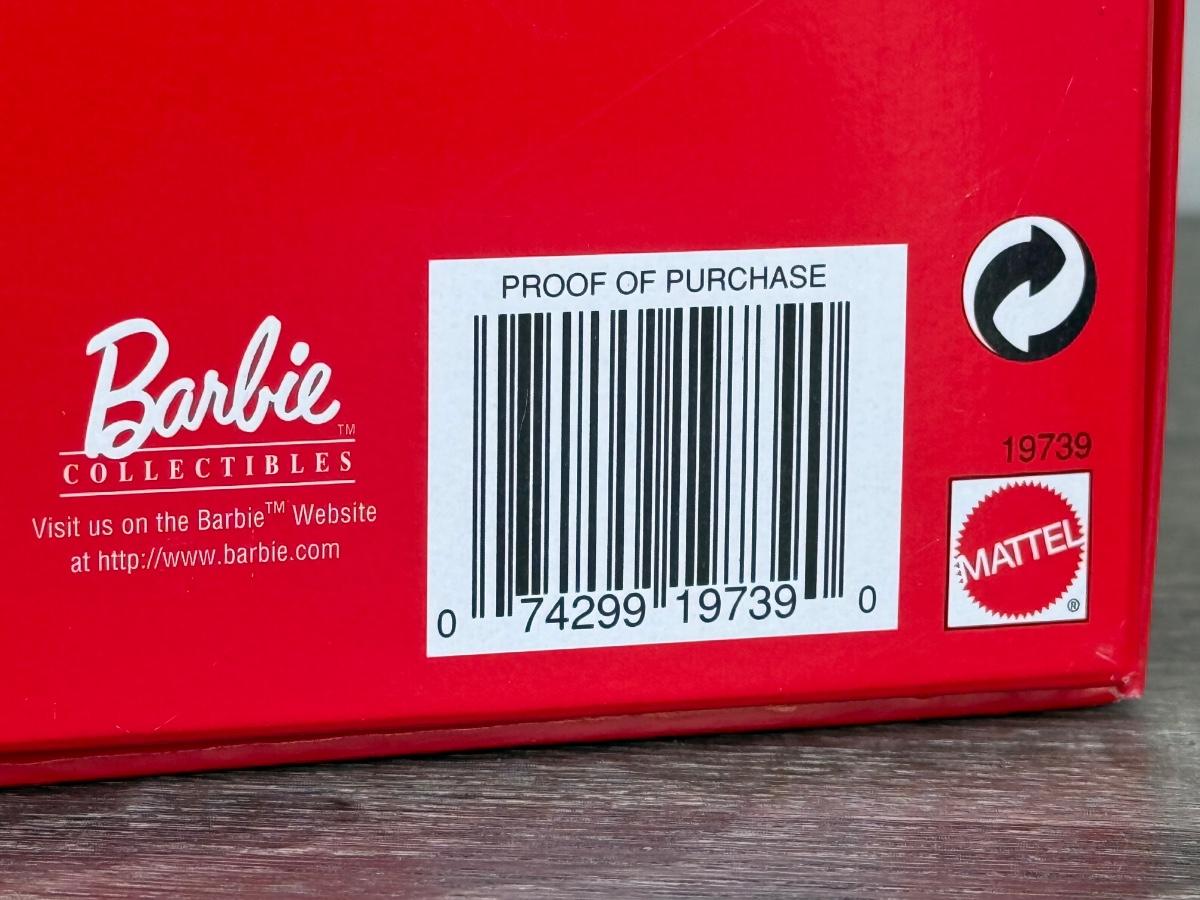 Barbie™
COLLECTIBLES
Visit us on the Barbie™ Website
at http://www.barbie.com
PROOF OF PURCHASE
0 74299 19739 0
19739
MATTEL®